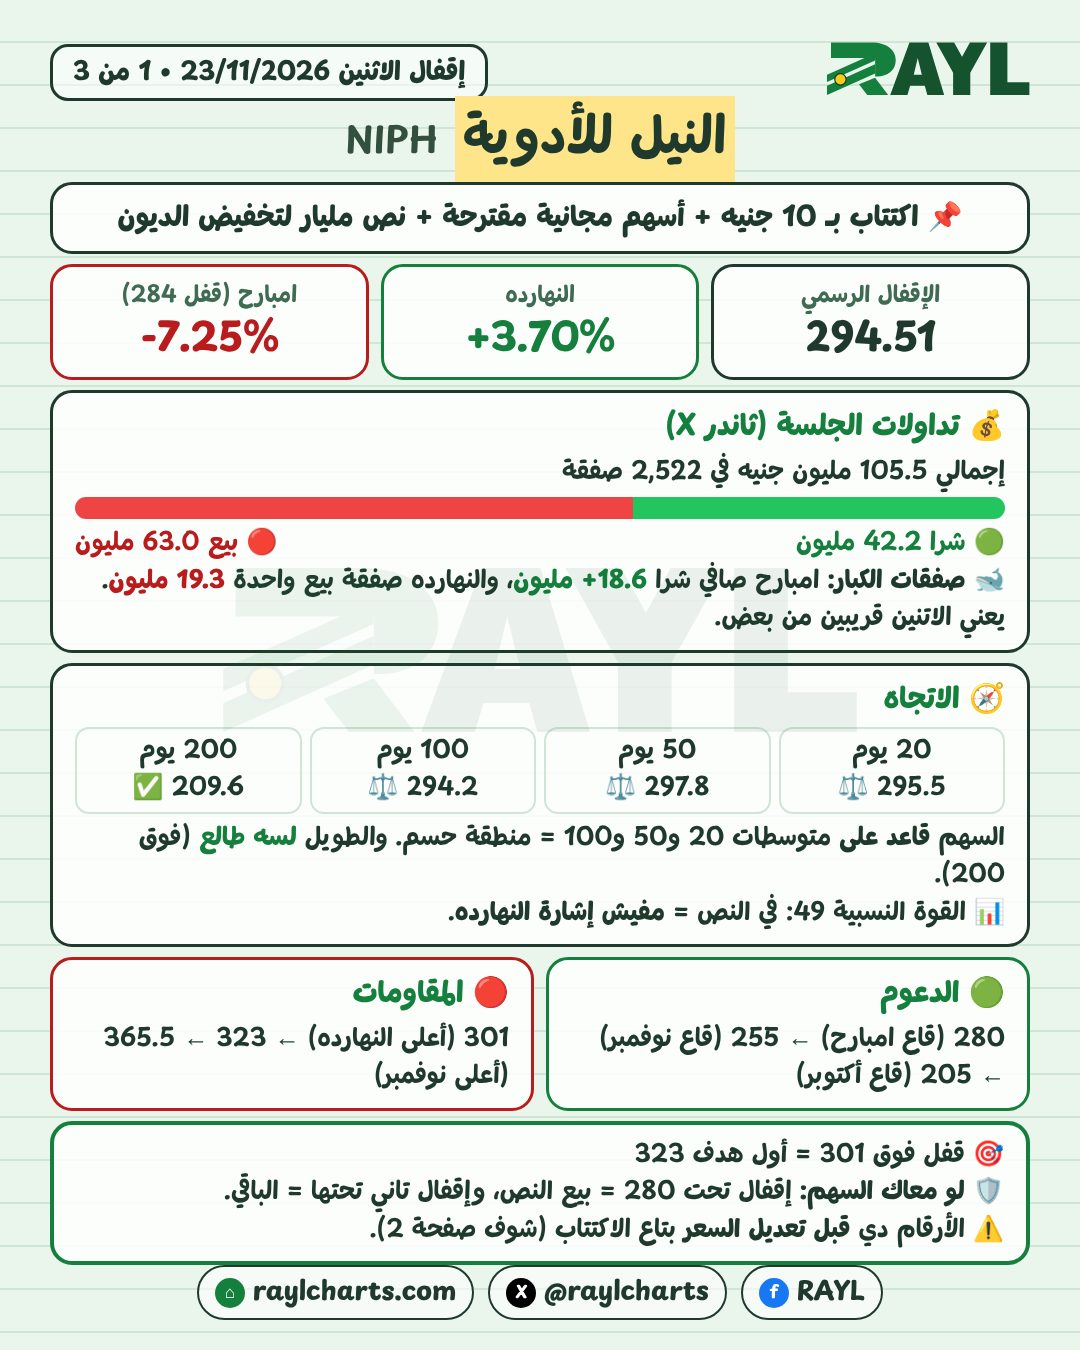 RAYL
إقفال الاثنين 23/11/2026 • 1 من 3
النيل للأدوية NIPH
📌 اكتتاب بـ 10 جنيه + أسهم مجانية مقترحة + نص مليار لتخفيض الديون
الإقفال الرسمي
294.51
النهارده
+3.70%
امبارح (قفل 284)
-7.25%
💰 تداولات الجلسة (ثاندر X)
إجمالي 105.5 مليون جنيه في 2,522 صفقة
🟢 شرا 42.2 مليون
🔴 بيع 63.0 مليون
🐋 صفقات الكبار: امبارح صافي شرا 18.6+ مليون، والنهارده صفقة بيع واحدة 19.3 مليون.
يعني الاتنين قريبين من بعض.
RAYL
🧭 الاتجاه
20 يوم
295.5 ⚖️
50 يوم
297.8 ⚖️
100 يوم
294.2 ⚖️
200 يوم
209.6 ✅
السهم قاعد على متوسطات 20 و50 و100 = منطقة حسم. والطويل لسه طالع (فوق
200).
📊 القوة النسبية 49: في النص = مفيش إشارة النهارده.
🟢 الدعوم
280 (قاع امبارح) ← 255 (قاع نوفمبر)
← 205 (قاع أكتوبر)
🔴 المقاومات
301 (أعلى النهارده) ← 323 ← 365.5
(أعلى نوفمبر)
🎯 قفل فوق 301 = أول هدف 323
🛡️ لو معاك السهم: إقفال تحت 280 = بيع النص، وإقفال تاني تحتها = الباقي.
⚠️ الأرقام دي قبل تعديل السعر بتاع الاكتتاب (شوف صفحة 2).
raylcharts.com
X @raylcharts
f RAYL